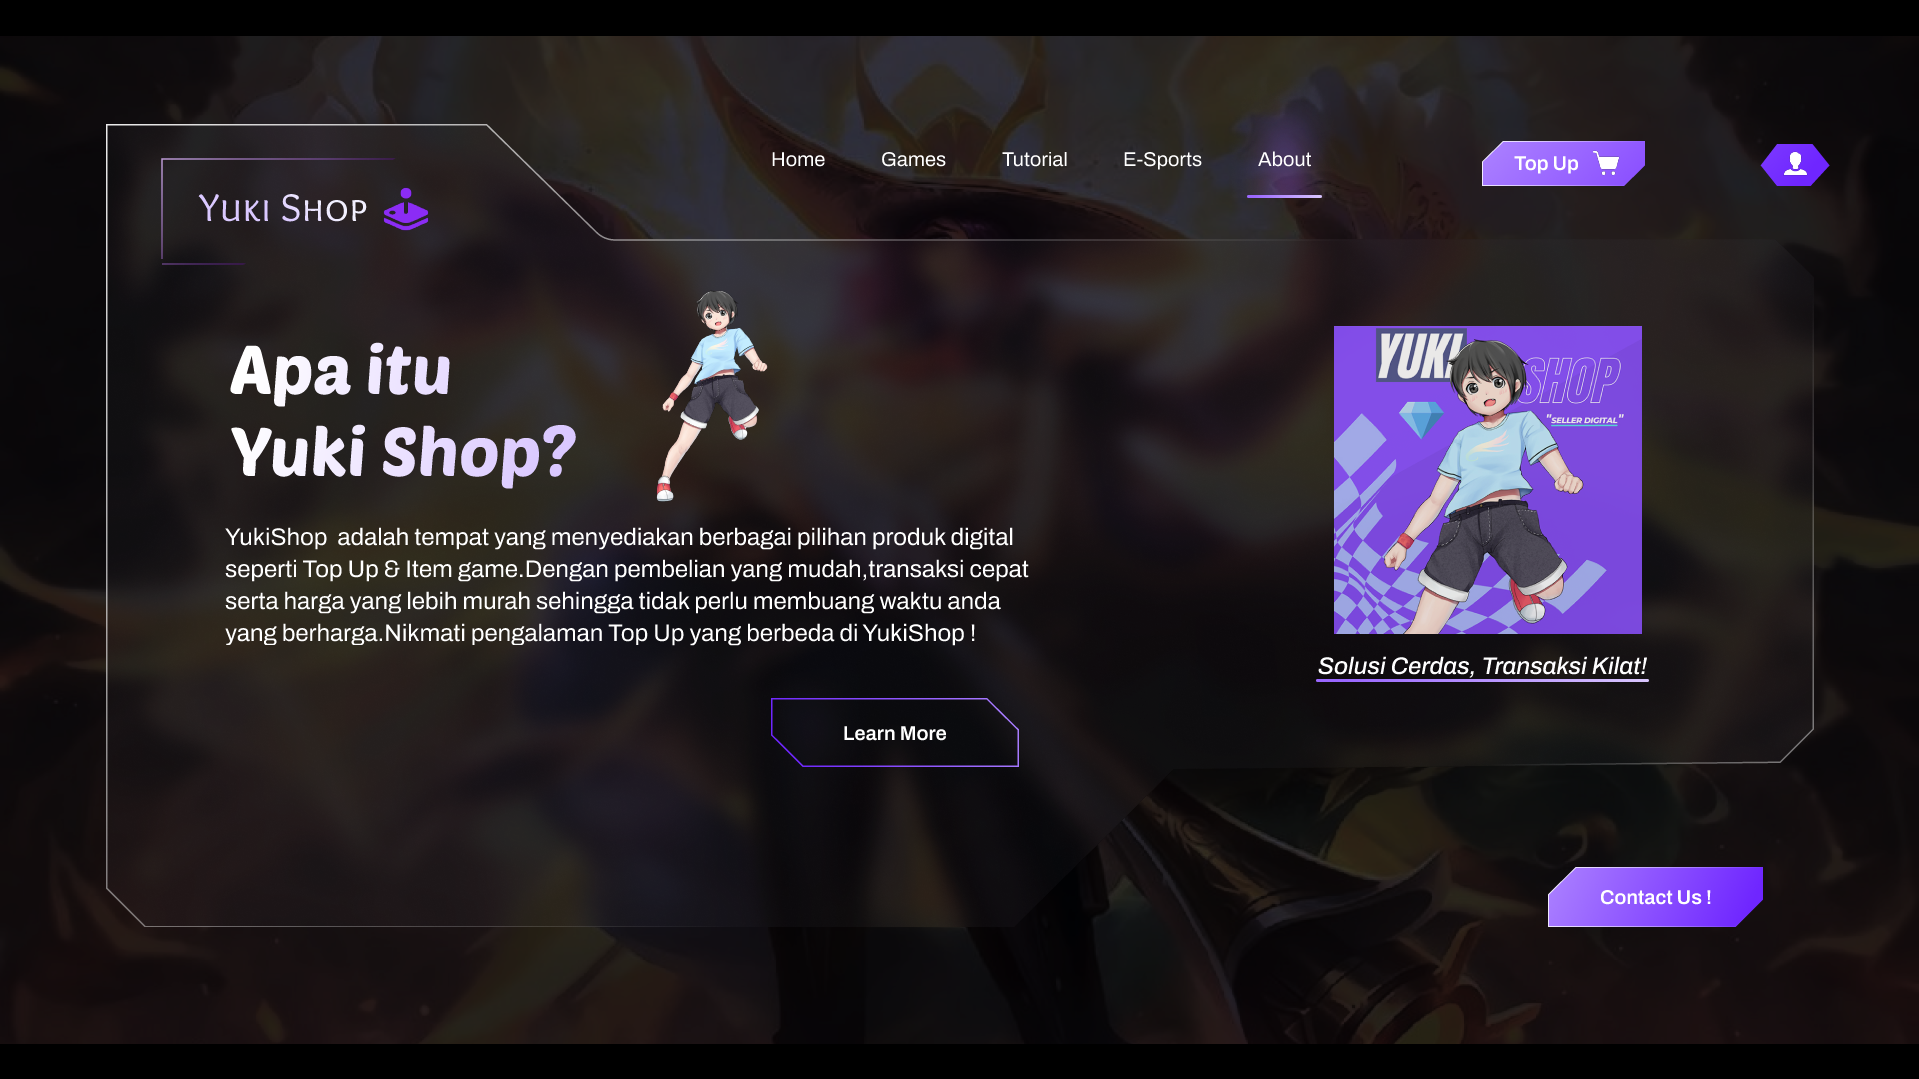 Yuki Shop
Home
Games
Tutorial
E-Sports
About
Top Up
Apa itu
Yuki Shop?
YukiShop  adalah tempat yang menyediakan berbagai pilihan produk digital
seperti Top Up & Item game.Dengan pembelian yang mudah,transaksi cepat
serta harga yang lebih murah sehingga tidak perlu membuang waktu anda
yang berharga.Nikmati pengalaman Top Up yang berbeda di YukiShop !
Learn More
YUKI
SHOP
"SELLER DIGITAL"
Solusi Cerdas, Transaksi Kilat!
Contact Us !